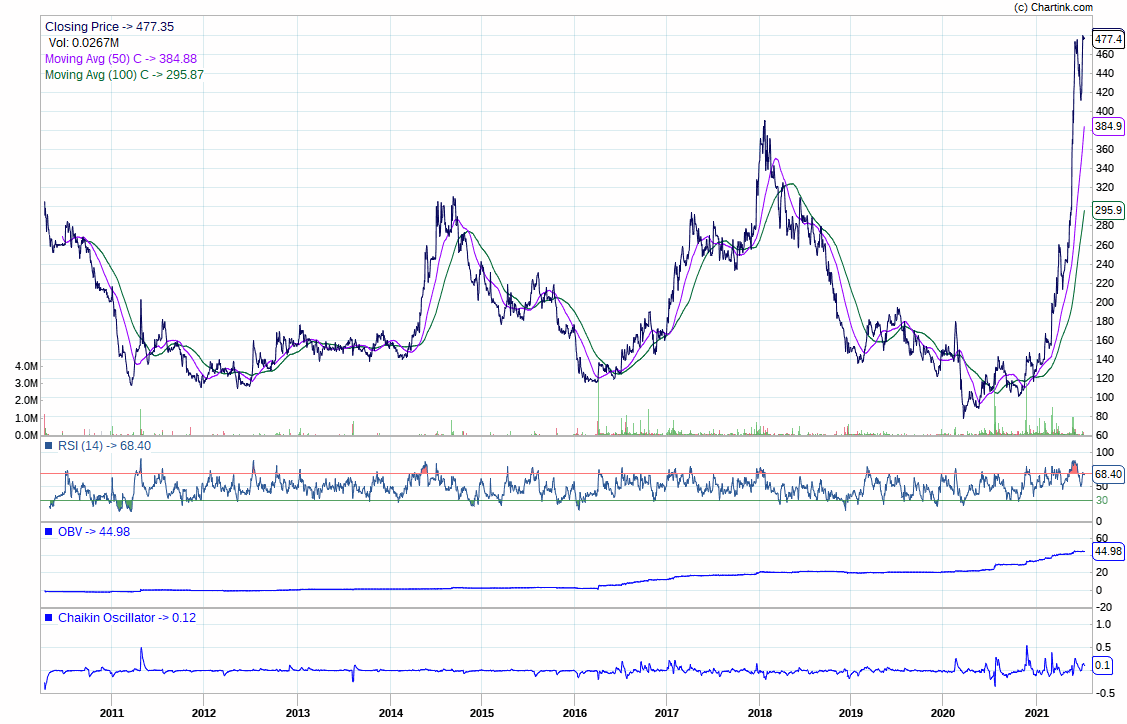 (c) Chartink.com
Closing Price -> 477.35
Vol: 0.0267M
Moving Avg (50) C -> 384.88
Moving Avg (100) C -> 295.87
477.4
460
440
420
400
384.9
360
340
320
295.9
280
260
240
220
200
180
160
140
120
100
80
60
4.0M
3.0M
2.0M
1.0M
0.0M
RSI (14) -> 68.40
100
68.40
50
30
0
OBV -> 44.98
60
44.98
20
0
-20
Chaikin Oscillator -> 0.12
1.0
0.5
0.1
-0.5
2011 2012 2013 2014 2015 2016 2017 2018 2019 2020 2021